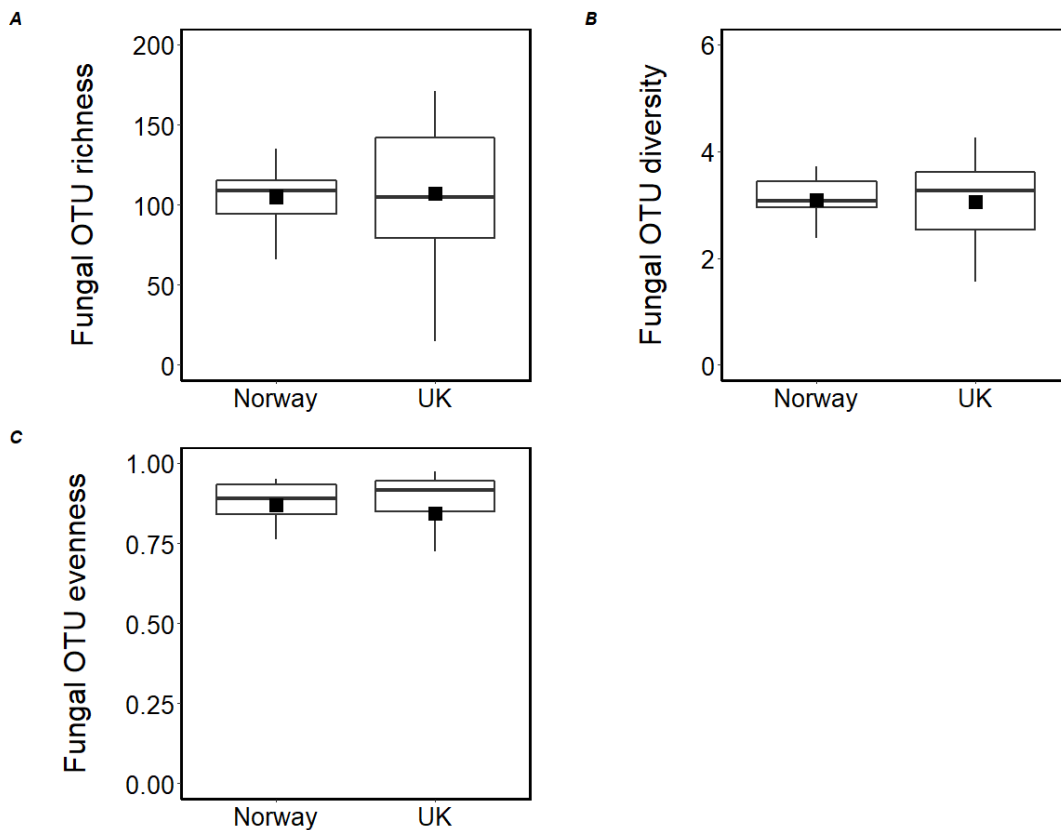 A
Fungal OTU richness
200
150
100
50
0
Norway UK
B
Fungal OTU diversity
6
4
2
0
Norway UK
C
Fungal OTU evenness
1.00
0.75
0.50
0.25
0.00
Norway UK